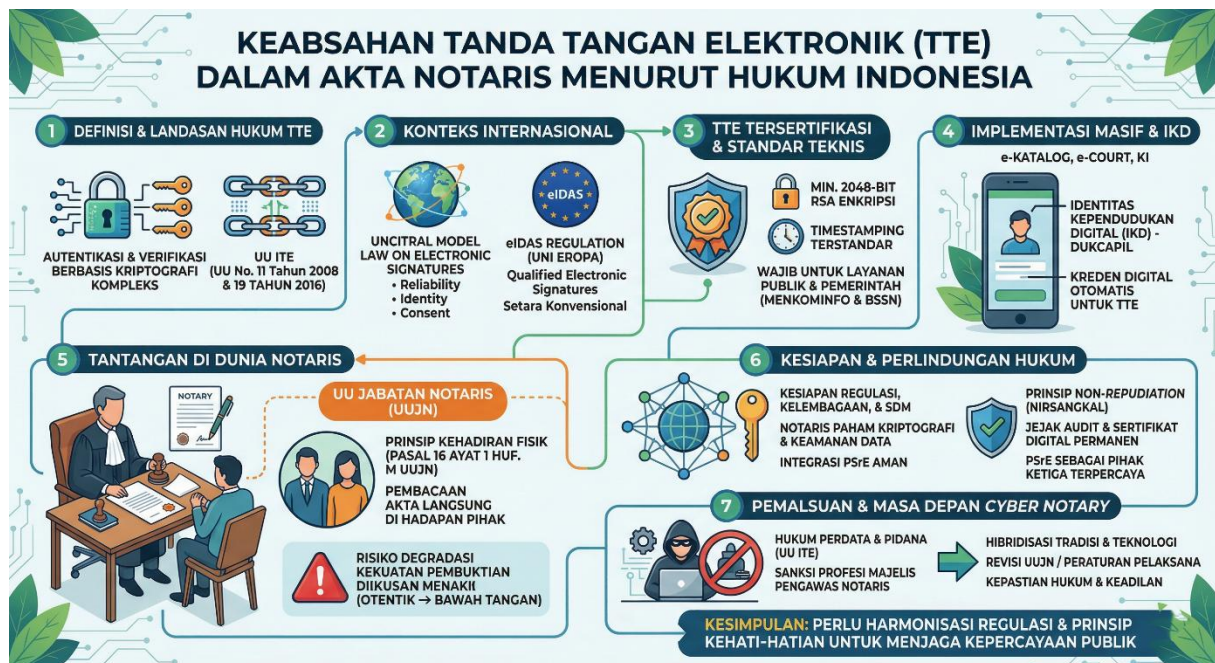 KEABSAHAN TANDA TANGAN ELEKTRONIK (TTE)
DALAM AKTA NOTARIS MENURUT HUKUM INDONESIA
1 DEFINISI & LANDASAN HUKUM TTE
AUTENTIKASI & VERIFIKASI
BERBASIS KRIPTOGRAFI
KOMPLEKS
UU ITE
(UU No. 11 Tahun 2008
& 19 TAHUN 2016)
2 KONTEKS INTERNASIONAL
UNCITRAL MODEL
LAW ON ELECTRONIC
SIGNATURES
• Reliability
• Identity
• Consent
eIDAS
eIDAS REGULATION
(UNI EROPA)
Qualified Electronic
Signatures
Setara Konvensional
3 TTE TERSERTIFIKASI
& STANDAR TEKNIS
MIN. 2048-BIT
RSA ENKRIPSI
TIMESTAMPING
TERSTANDAR
WAJIB UNTUK LAYANAN
PUBLIK & PEMERINTAH
(MENKOMINFO & BSSN)
4 IMPLEMENTASI MASIF & IKD
e-KATALOG, e-COURT, KI
IDENTITAS
KEPENDUDUKAN
DIGITAL (IKD) -
DUKCAPIL
KREDEN DIGITAL
OTOMATIS
UNTUK TTE
5 TANTANGAN DI DUNIA NOTARIS
NOTARY
UU JABATAN NOTARIS
(UUJN)
PRINSIP KEHADIRAN FISIK
(PASAL 16 AYAT 1 HUF.
M UUJN)
PEMBACAAN
AKTA LANGSUNG
DI HADAPAN PIHAK
RISIKO DEGRADASI
KEKUATAN PEMBUKTIAN
DIIKUSAN MENAKII
(OTENTIK → BAWAH TANGAN)
6 KESIAPAN & PERLINDUNGAN HUKUM
KESIAPAN REGULASI,
KELEMBAGAAN, & SDM
NOTARIS PAHAM KRIPTOGRAFI
& KEAMANAN DATA
INTEGRASI PSrE AMAN
PRINSIP NON-REPUDIATION
(NIRSANGKAL)
JEJAK AUDIT & SERTIFIKAT
DIGITAL PERMANEN
PSrE SEBAGAI PIHAK
KETIGA TERPERCAYA
7 PEMALSUAN & MASA DEPAN CYBER NOTARY
HUKUM PERDATA & PIDANA
(UU ITE)
SANKSI PROFESI MAJELIS
PENGAWAS NOTARIS
HIBRIDISASI TRADISI & TEKNOLOGI
REVISI UUJN / PERATURAN PELAKSANA
KEPASTIAN HUKUM & KEADILAN
KESIMPULAN: PERLU HARMONISASI REGULASI & PRINSIP
KEHATI-HATIAN UNTUK MENJAGA KEPERCAYAAN PUBLIK